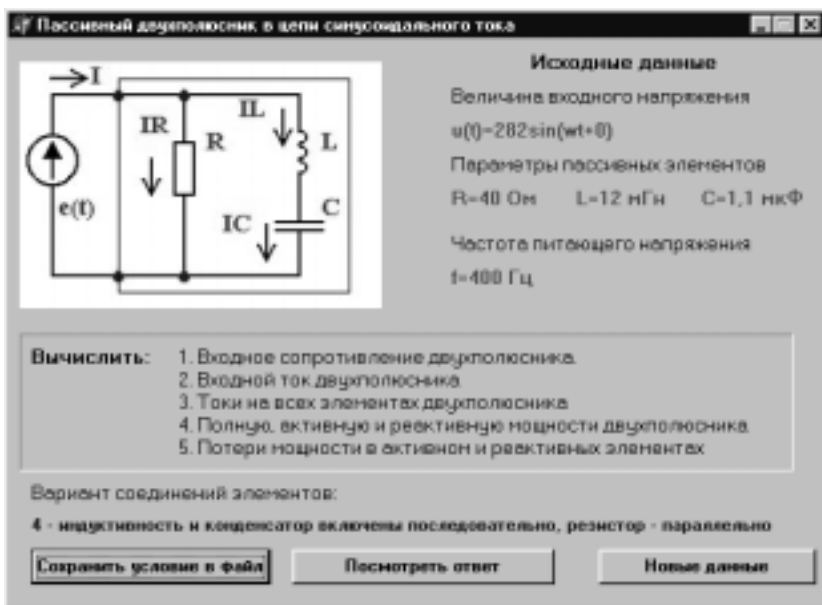 Пассивный двухполюсник в цепи синусоидального тока
I
IR
R
IL
L
e(t)
IC
C
Исходные данные
Величина входного напряжения
u(t)=282sin(wt+0)
Параметры пассивных элементов
R=40 Ом L=12 мГн C=1,1 мкФ
Частота питающего напряжения
f=400 Гц
Вычислить: 1. Входное сопротивление двухполюсника.
2. Входной ток двухполюсника
3. Токи на всех элементах двухполюсника
4. Полную, активную и реактивную мощности двухполюсника
5. Потери мощности в активном и реактивных элементах
Вариант соединений элементов:
4 - индуктивность и конденсатор включены последовательно, резистор - параллельно
Сохранить условие в файл
Посмотреть ответ
Новые данные